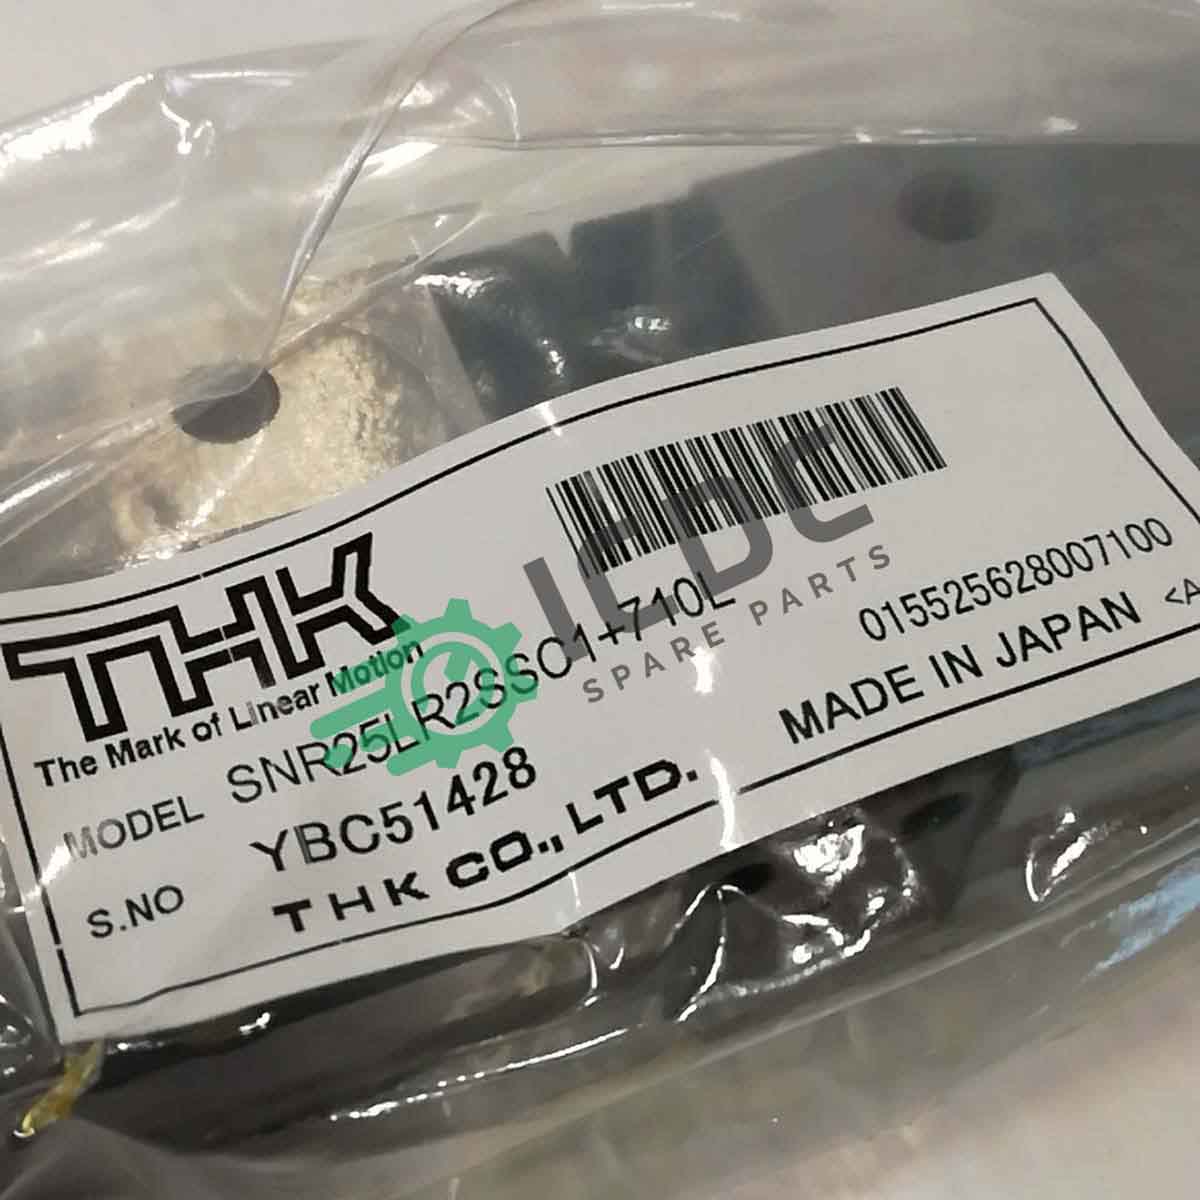 THK
The Mark of Linear Motion
MODEL SNR25LR2SSC1+710L
015525628007100
S.NO YBC51428
MADE IN JAPAN <A
THK CO., LTD.
ICDC
SPARE PARTS